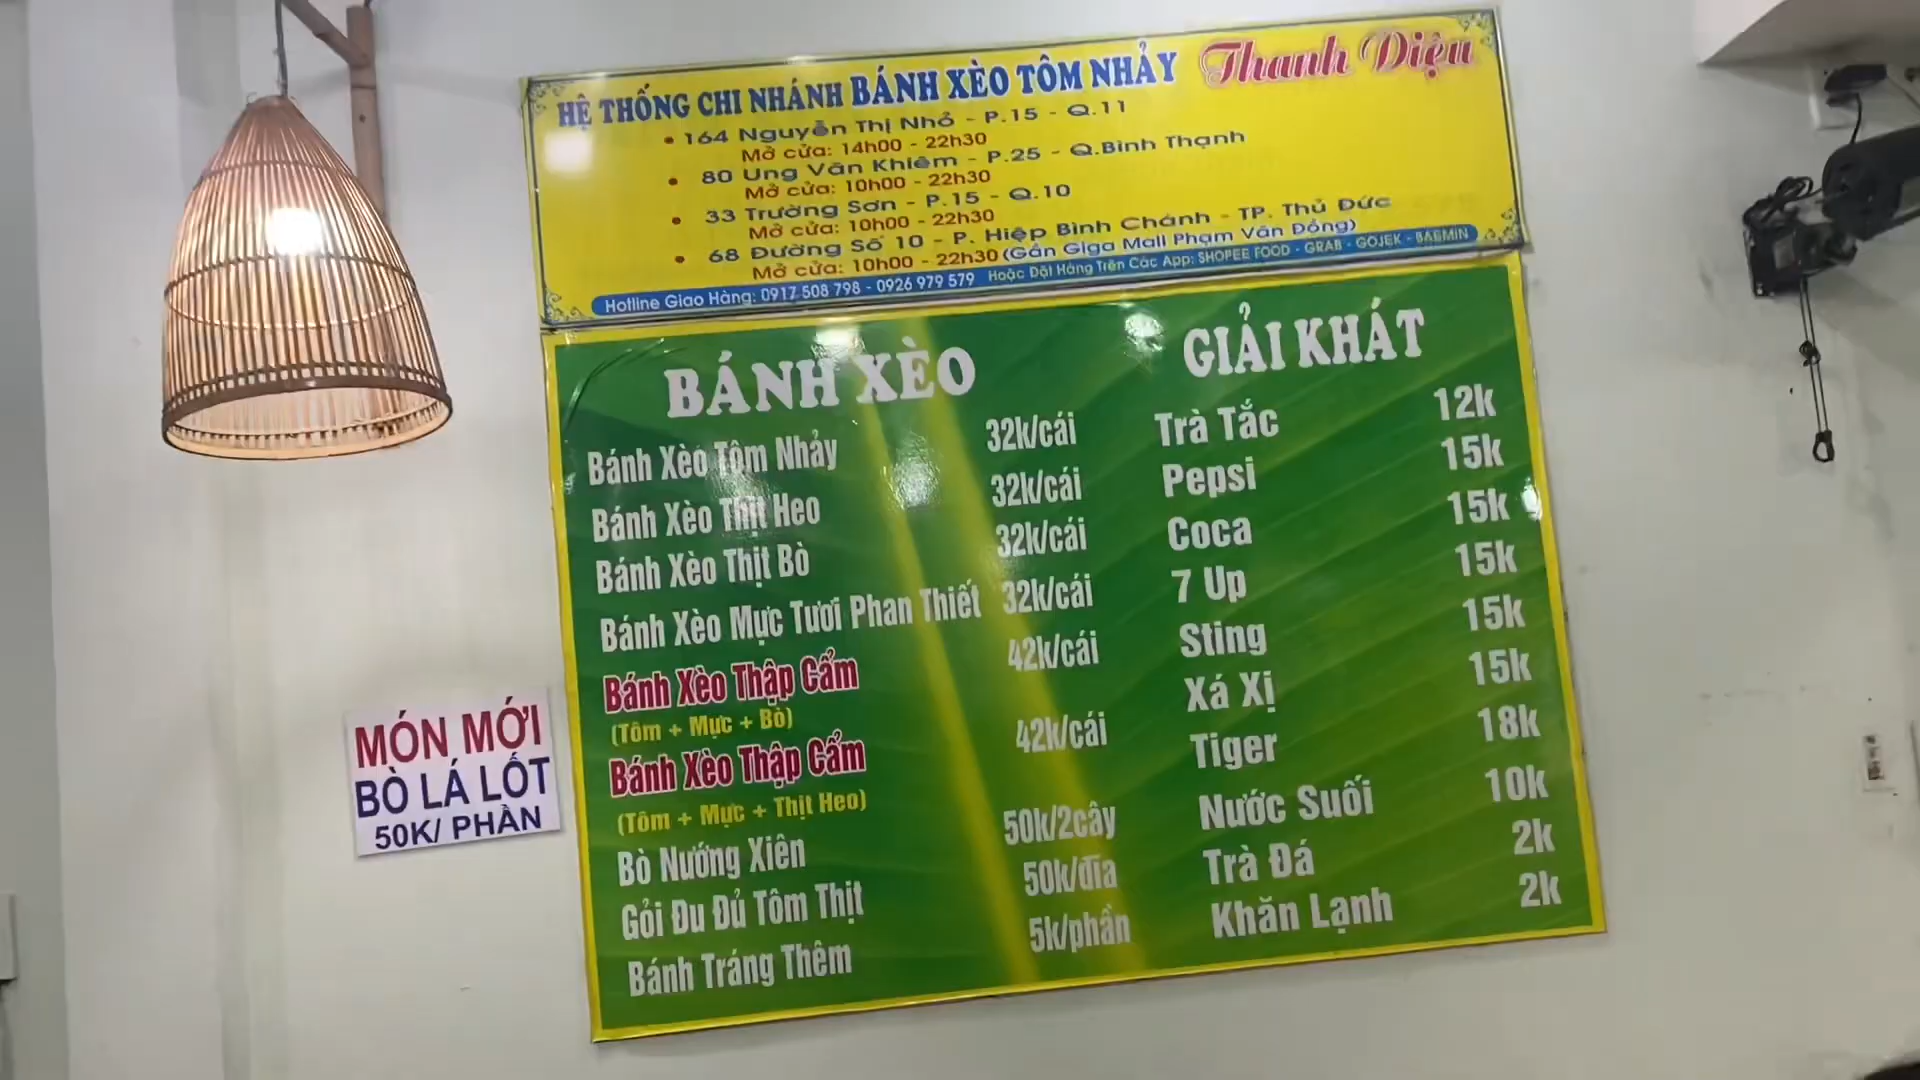 HỆ THỐNG CHI NHÁNH BÁNH XÈO TÔM NHẢY Thanh Diệu
• 164 Nguyễn Thị Nhỏ - P.15 - Q.11
Mở cửa: 14h00 - 22h30
• 80 Ung Văn Khiêm - P.25 - Q.Bình Thạnh
Mở cửa: 10h00 - 22h30
• 33 Trường Sơn - P.15 - Q.10
Mở cửa: 10h00 - 22h30
• 68 Đường Số 10 - P. Hiệp Bình Chánh - TP. Thủ Đức
Mở cửa: 10h00 - 22h30 (Gần Giga Mall Phạm Văn Đồng)
Hotline Giao Hàng: 0917 508 798 - 0926 979 579 Hoặc Đặt Hàng Trên Các App: SHOPEE FOOD - GRAB - GOJEK - BAEMIN
BÁNH XÈO
Bánh Xèo Tôm Nhảy 32k/cái
Bánh Xèo Thịt Heo 32k/cái
Bánh Xèo Thịt Bò 32k/cái
Bánh Xèo Mực Tươi Phan Thiết 32k/cái
Bánh Xèo Thập Cẩm 42k/cái
(Tôm + Mực + Bò)
Bánh Xèo Thập Cẩm 42k/cái
(Tôm + Mực + Thịt Heo)
Bò Nướng Xiên 50k/2cây
Gỏi Đu Đủ Tôm Thịt 50k/đĩa
Bánh Tráng Thêm 5k/phần
GIẢI KHÁT
Trà Tắc 12k
Pepsi 15k
Coca 15k
7 Up 15k
Sting 15k
Xá Xị 15k
Tiger 18k
Nước Suối 10k
Trà Đá 2k
Khăn Lạnh 2k
MÓN MỚI
BÒ LÁ LỐT
50K/ PHẦN